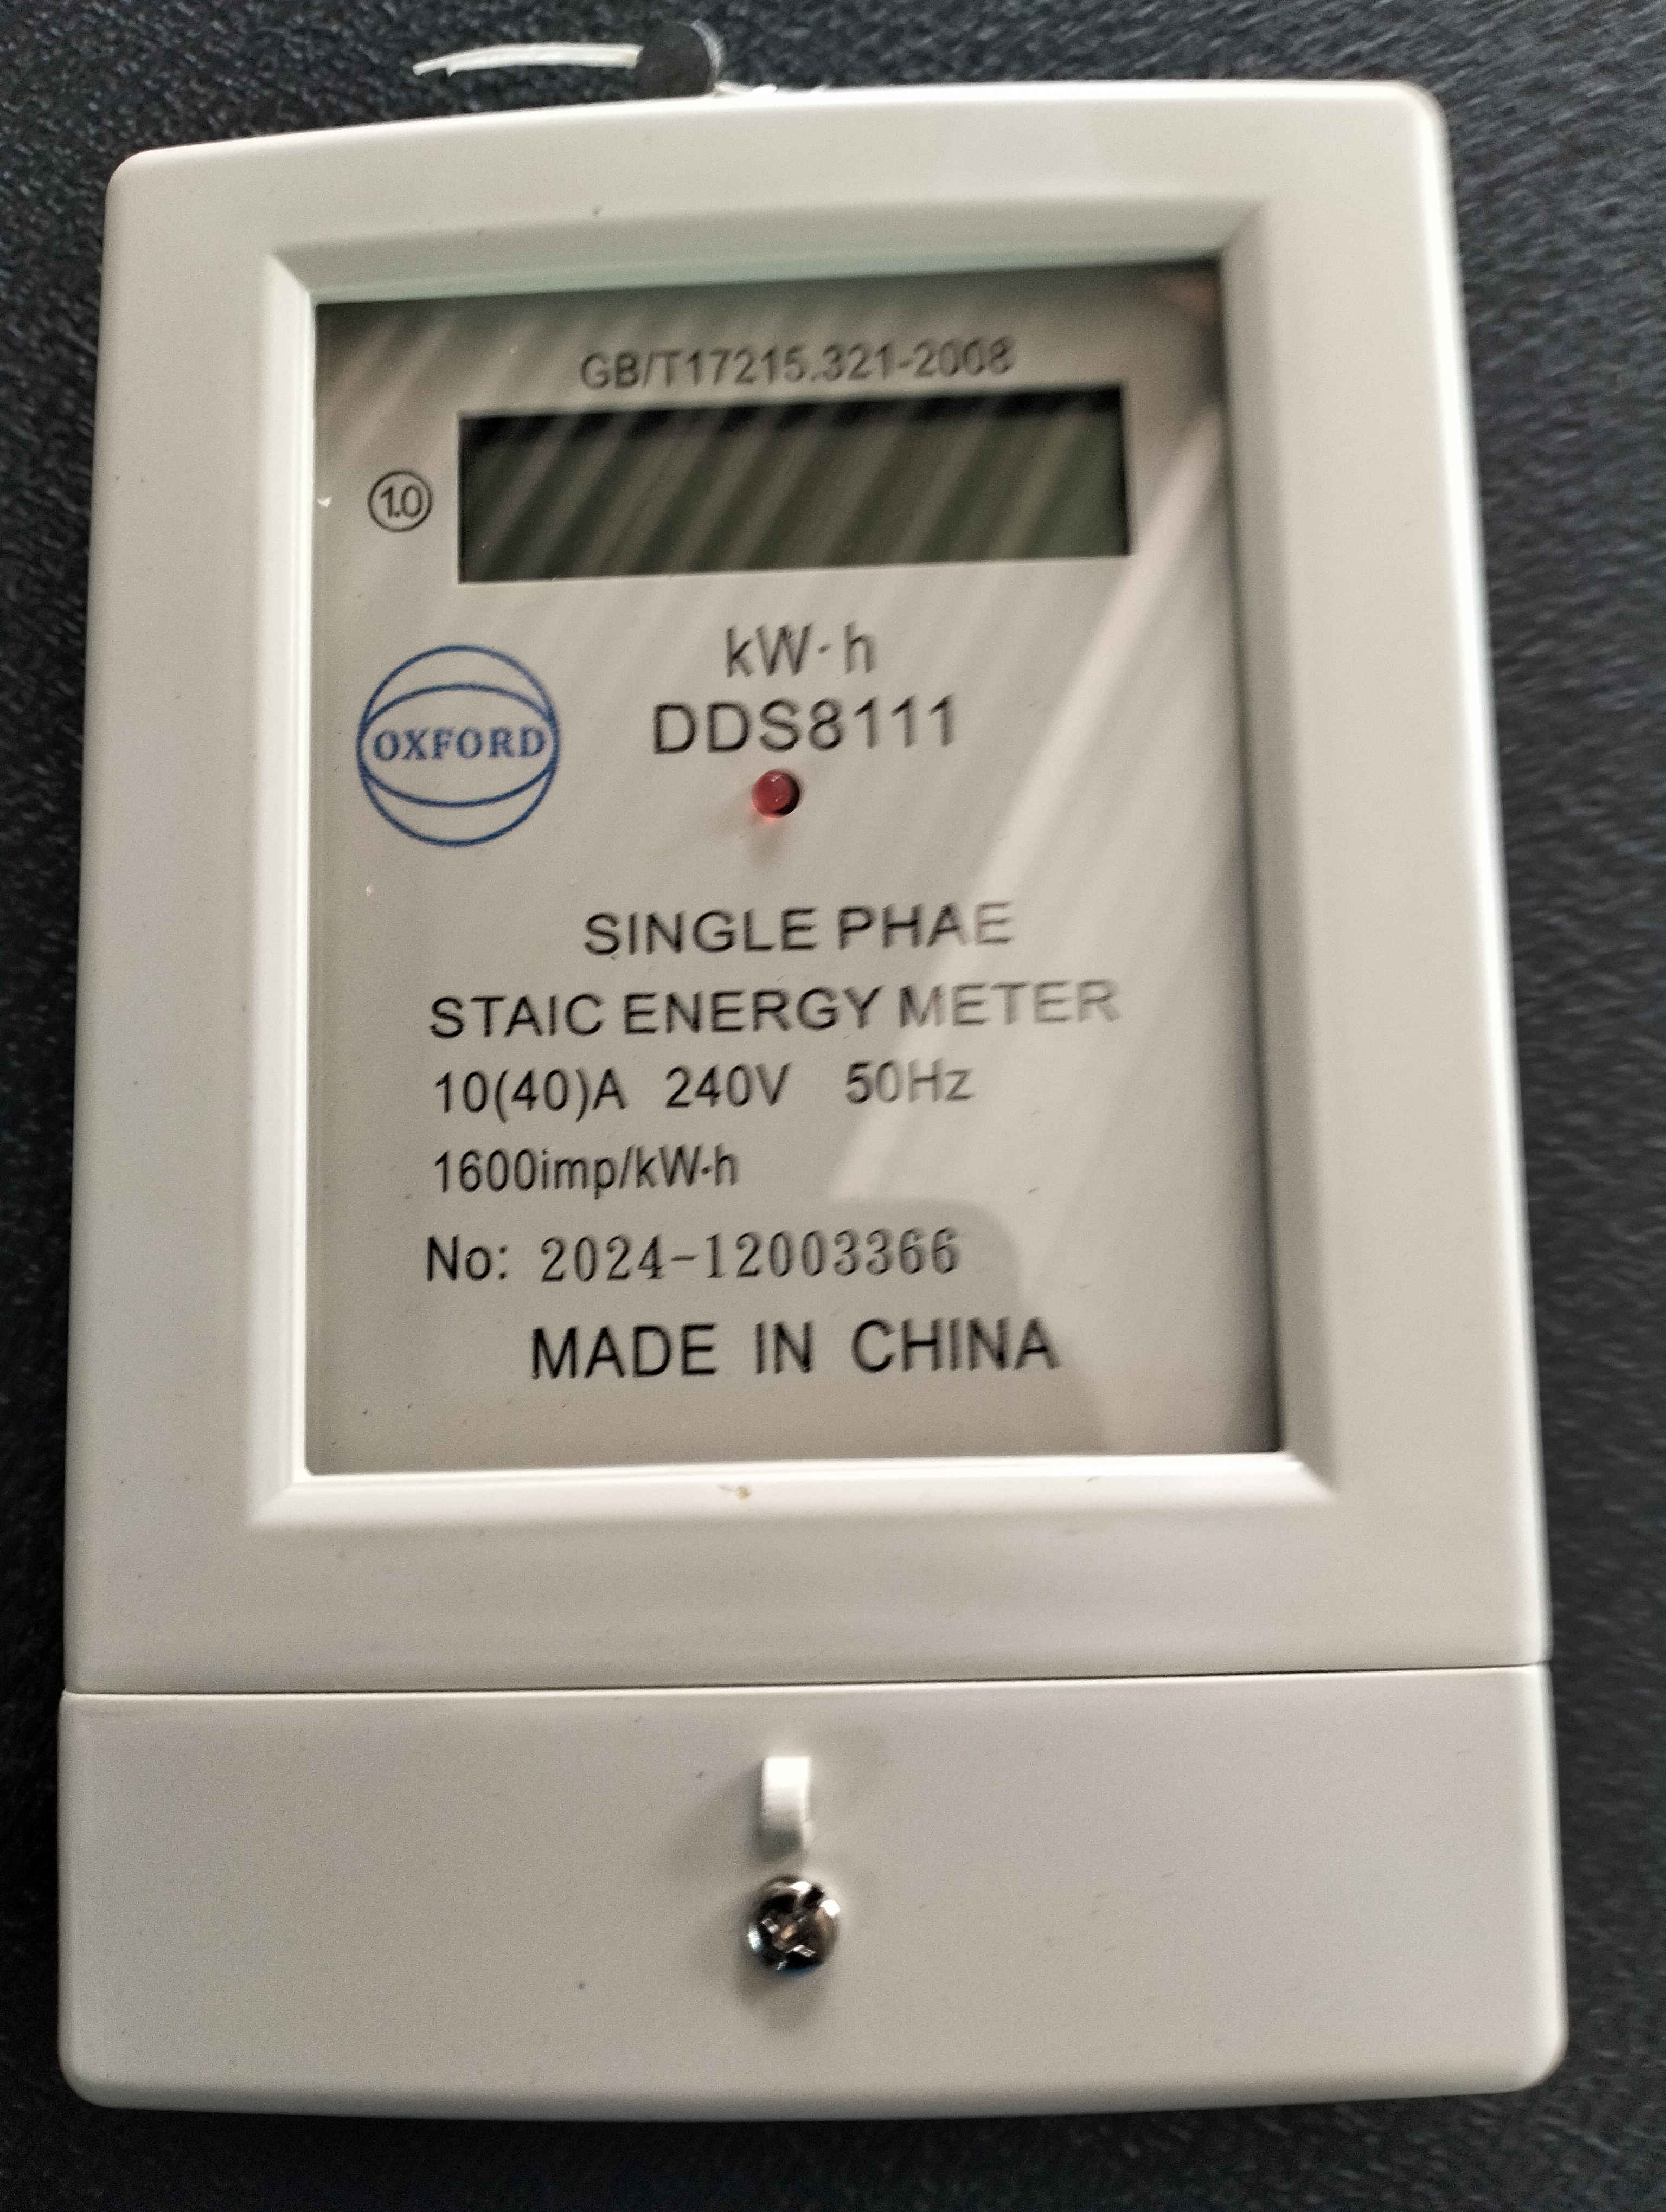 GB/T17215.321-2008
1.0
kW·h
DDS8111
OXFORD
SINGLE PHAE
STAIC ENERGY METER
10(40)A 240V 50Hz
1600imp/kW·h
No: 2024-12003366
MADE IN CHINA